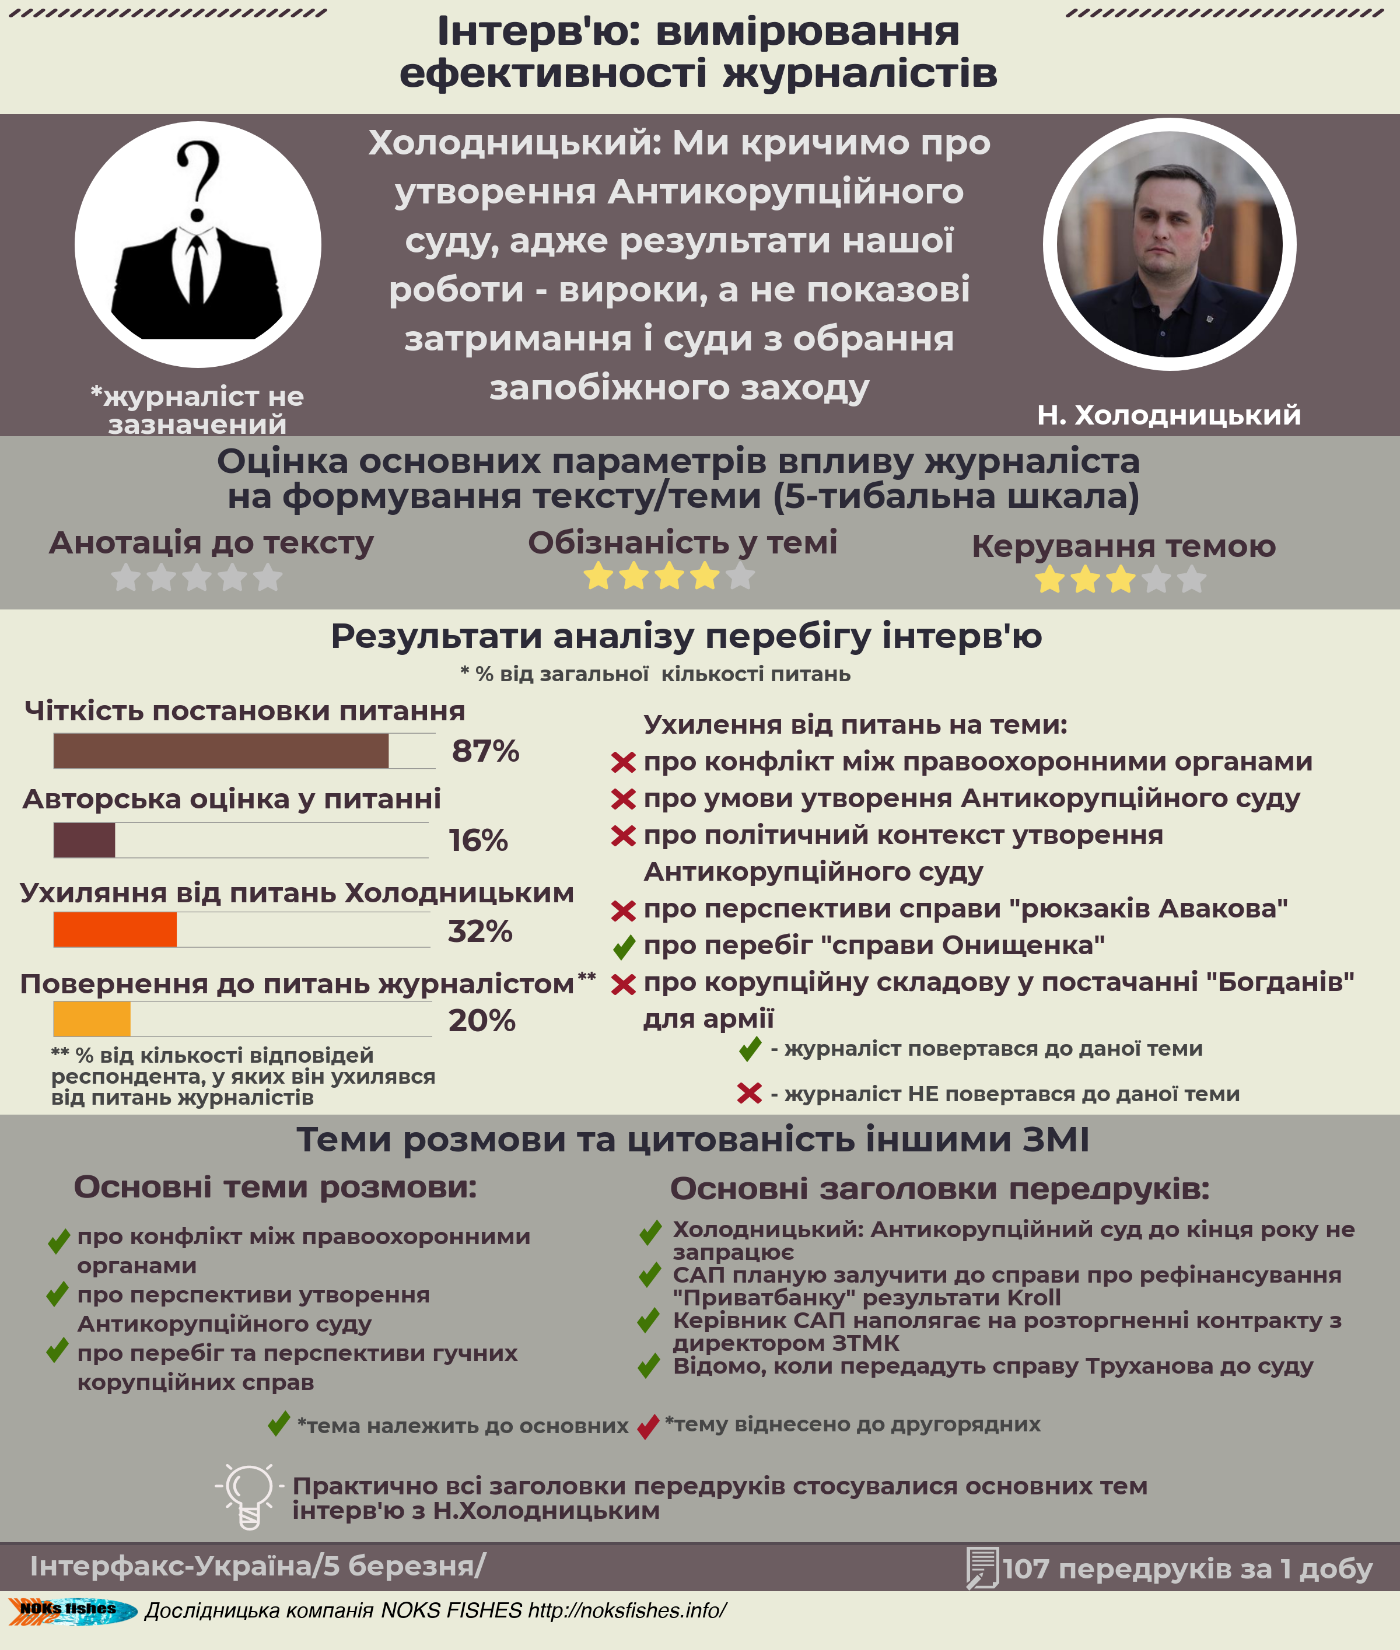 Інтерв'ю: вимірювання
ефективності журналістів
?
*журналіст не
зазначений
Холодницький: Ми кричимо про
утворення Антикорупційного
суду, адже результати нашої
роботи - вироки, а не показові
затримання і суди з обрання
запобіжного заходу
Н. Холодницький
Оцінка основних параметрів впливу журналіста
на формування тексту/теми (5-тибальна шкала)
Анотація до тексту
Обізнаність у темі
Керування темою
Результати аналізу перебігу інтерв'ю
* % від загальної кількості питань
Чіткість постановки питання
87%
Авторська оцінка у питанні
16%
Ухиляння від питань Холодницьким
32%
Повернення до питань журналістом**
20%
** % від кількості відповідей
респондента, у яких він ухилявся
від питань журналістів
Ухилення від питань на теми:
про конфлікт між правоохоронними органами
про умови утворення Антикорупційного суду
про політичний контекст утворення
Антикорупційного суду
про перспективи справи "рюкзаків Авакова"
про перебіг "справи Онищенка"
про корупційну складову у постачанні "Богданів"
для армії
- журналіст повертався до даної теми
- журналіст НЕ повертався до даної теми
Теми розмови та цитованість іншими ЗМІ
Основні теми розмови:
про конфлікт між правоохоронними
органами
про перспективи утворення
Антикорупційного суду
про перебіг та перспективи гучних
корупційних справ
Основні заголовки передруків:
Холодницький: Антикорупційний суд до кінця року не
запрацює
САП планую залучити до справи про рефінансування
"Приватбанку" результати Kroll
Керівник САП наполягає на розторгненні контракту з
директором ЗТМК
Відомо, коли передадуть справу Труханова до суду
*тема належить до основних
*тему віднесено до другорядних
Практично всі заголовки передруків стосувалися основних тем
інтерв'ю з Н.Холодницьким
Інтерфакс-Україна/5 березня/
107 передруків за 1 добу
NOKs fishes
Дослідницька компанія NOKS FISHES http://noksfishes.info/